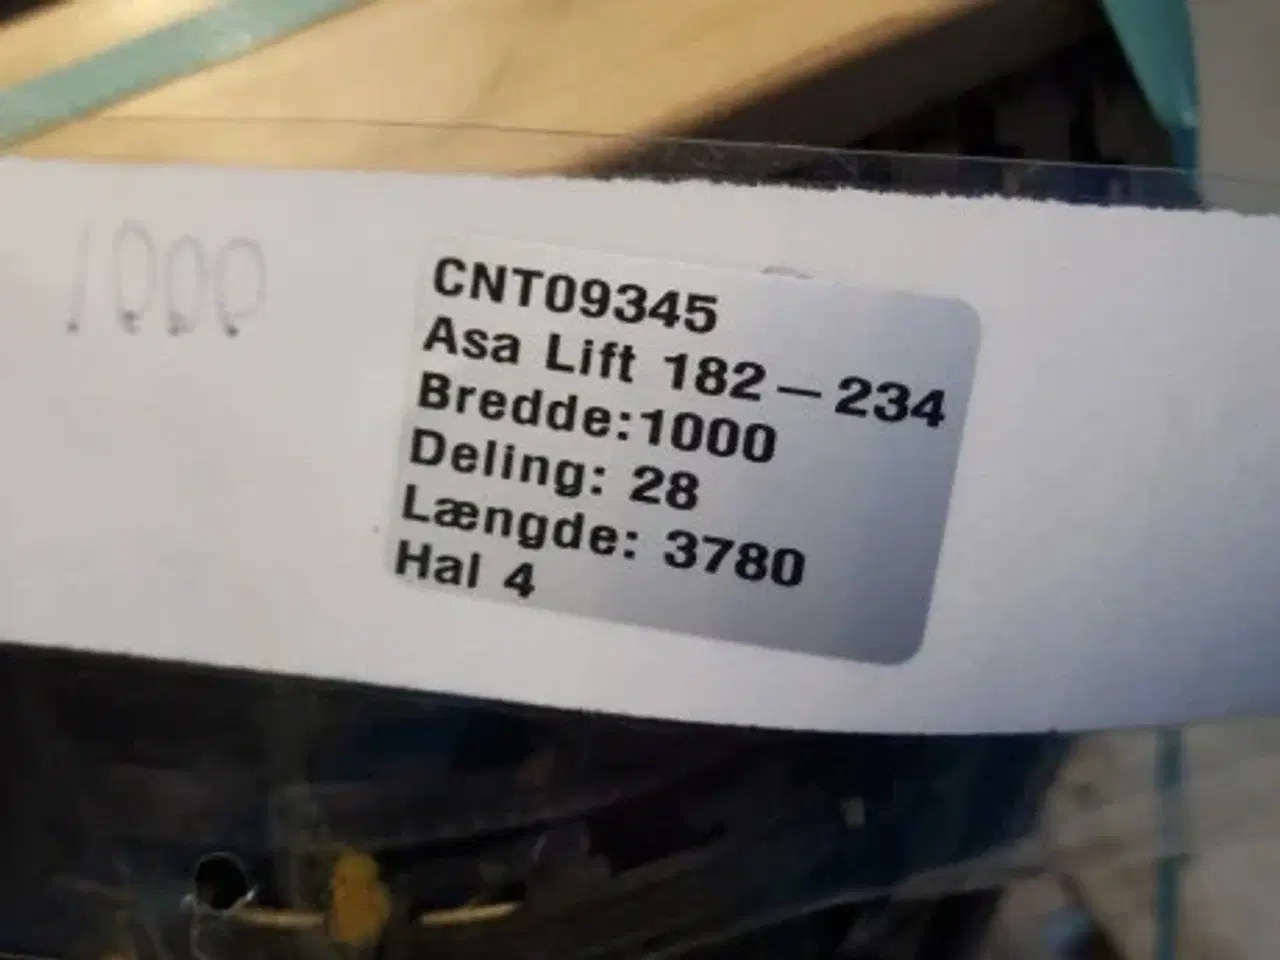 1000
CNT09345
Asa Lift 182-234
Bredde:1000
Deling: 28
Længde: 3780
Hal 4